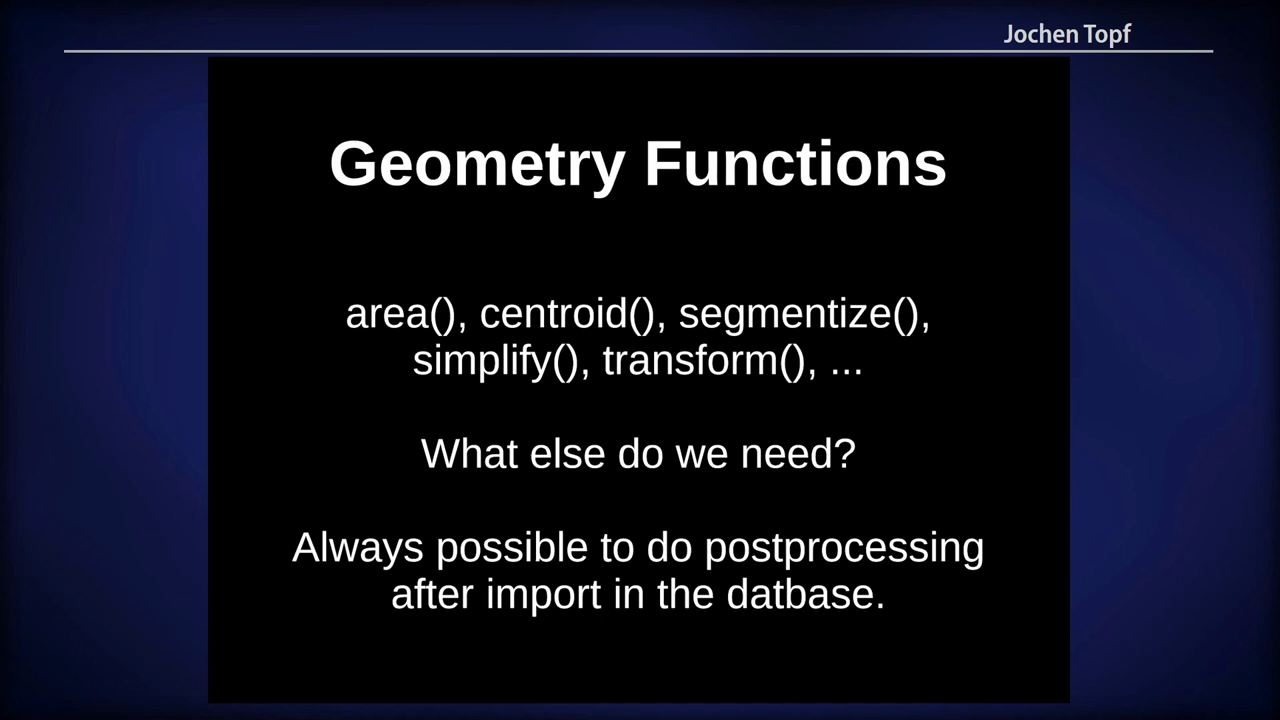 Jochen Topf
Geometry Functions
area(), centroid(), segmentize(),
simplify(), transform(), ...
What else do we need?
Always possible to do postprocessing
after import in the datbase.